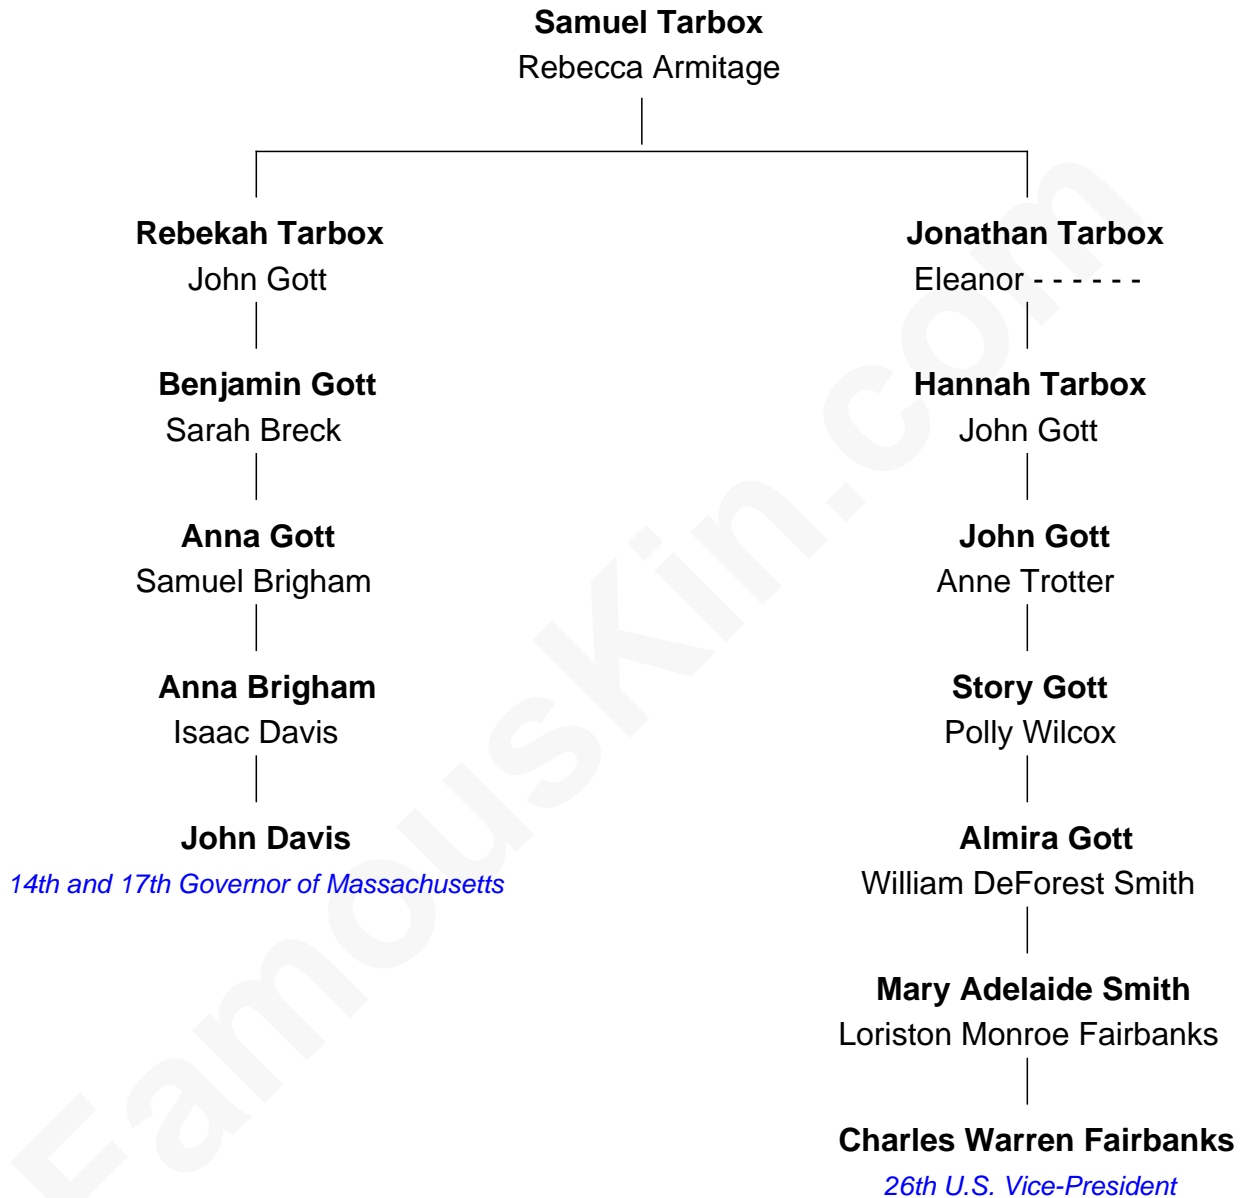 Samuel Tarbox
Rebecca Armitage
Rebekah Tarbox
John Gott
Benjamin Gott
Sarah Breck
Anna Gott
Samuel Brigham
Anna Brigham
Isaac Davis
John Davis
14th and 17th Governor of Massachusetts
Jonathan Tarbox
Eleanor - - - - - -
Hannah Tarbox
John Gott
John Gott
Anne Trotter
Story Gott
Polly Wilcox
Almira Gott
William DeForest Smith
Mary Adelaide Smith
Loriston Monroe Fairbanks
Charles Warren Fairbanks
26th U.S. Vice-President
FamousKin.com